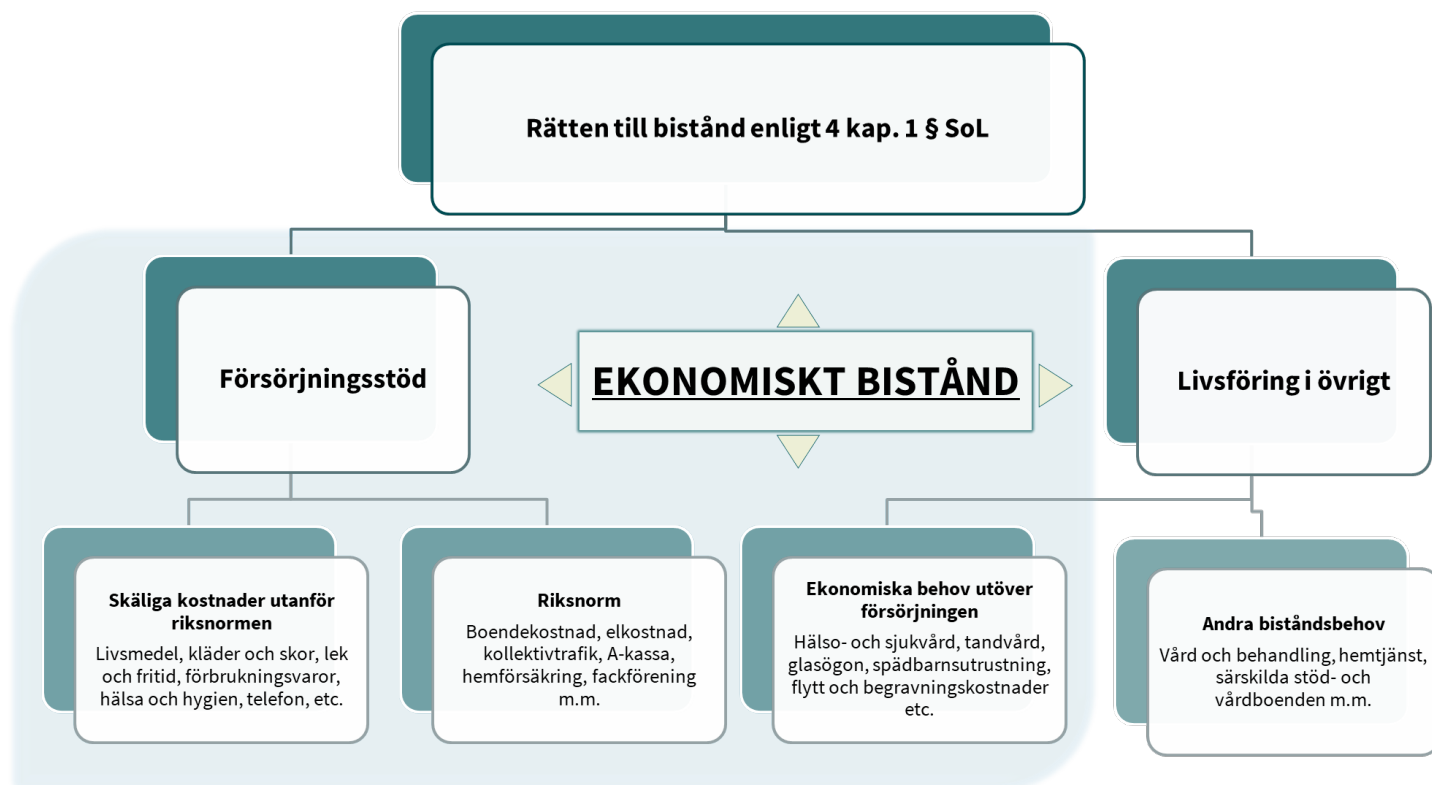 Rätten till bistånd enligt 4 kap. 1 § SoL
Försörjningsstöd
EKONOMISKT BISTÅND
Livsföring i övrigt
Skäliga kostnader utanför
riksnormen
Livsmedel, kläder och skor, lek
och fritid, förbrukningsvaror,
hälsa och hygien, telefon, etc.
Riksnorm
Boendekostnad, elkostnad,
kollektivtrafik, A-kassa,
hemförsäkring, fackförening
m.m.
Ekonomiska behov utöver
försörjningen
Hälso- och sjukvård, tandvård,
glasögon, spädbarnsutrustning,
flytt och begravningskostnader
etc.
Andra biståndsbehov
Vård och behandling, hemtjänst,
särskilda stöd- och
vårdboenden m.m.